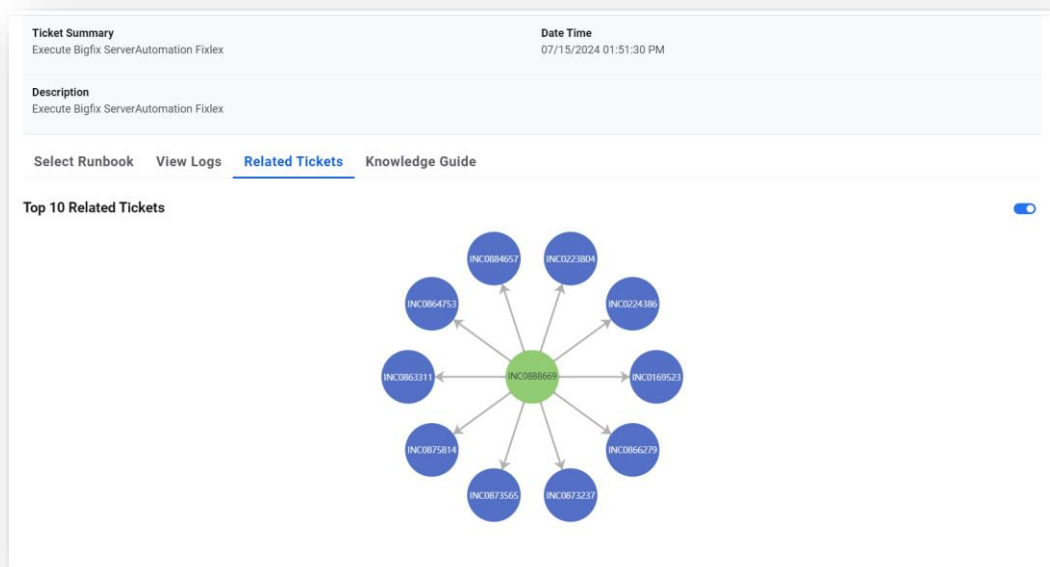 Ticket Summary
Execute Bigfix ServerAutomation Fixlex
Date Time
07/15/2024 01:51:30 PM
Description
Execute Bigfix ServerAutomation Fixlex
Select Runbook View Logs Related Tickets Knowledge Guide
Top 10 Related Tickets
INC0884657
INC0223804
INC0864753
INC0224386
INC0863311
INC0888669
INC0169523
INC0875814
INC0866279
INC0873565
INC0873237